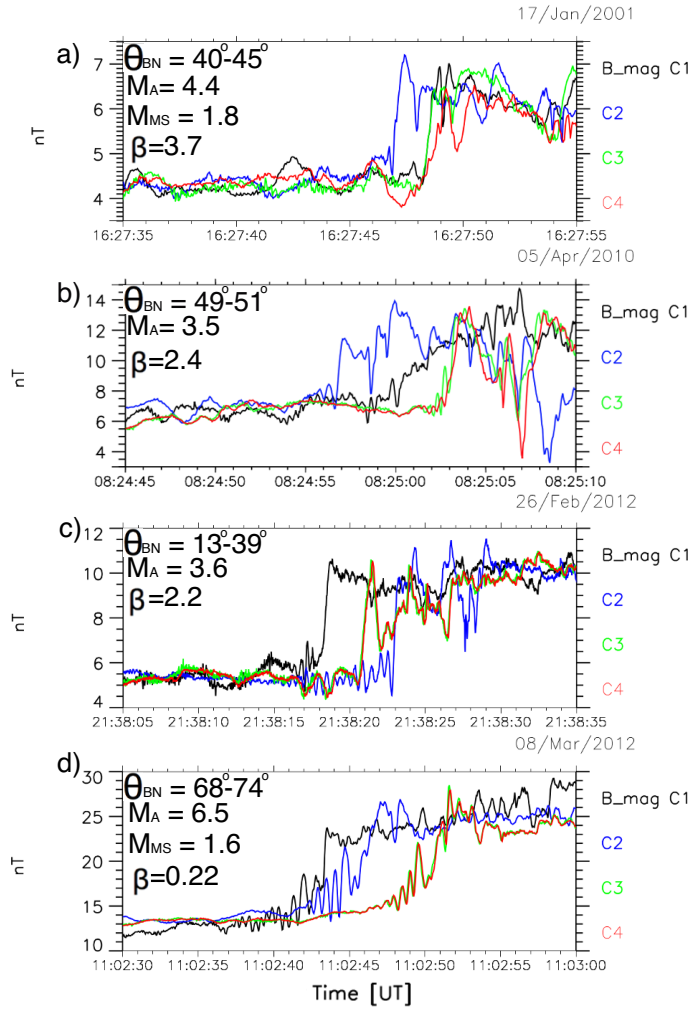 17/Jan/2001
a)
θBN = 40-45°
MA= 4.4
MMS = 1.8
β=3.7
7
6
5
4
nT
B_mag C1
C2
C3
C4
16:27:35 16:27:40 16:27:45 16:27:50 16:27:55
05/Apr/2010
b)
θBN = 49-51°
MA = 3.5
β=2.4
14
12
10
8
6
4
nT
B_mag C1
C2
C3
C4
08:24:45 08:24:50 08:24:55 08:25:00 08:25:05 08:25:10
26/Feb/2012
c)
θBN = 13°-39°
MA = 3.6
β=2.2
12
10
8
6
4
nT
B_mag C1
C2
C3
C4
21:38:05 21:38:10 21:38:15 21:38:20 21:38:25 21:38:30 21:38:35
08/Mar/2012
d)
θBN = 68-74°
MA = 6.5
MMS = 1.6
β=0.22
30
25
20
15
10
nT
B_mag C1
C2
C3
C4
11:02:30 11:02:35 11:02:40 11:02:45 11:02:50 11:02:55 11:03:00
Time [UT]